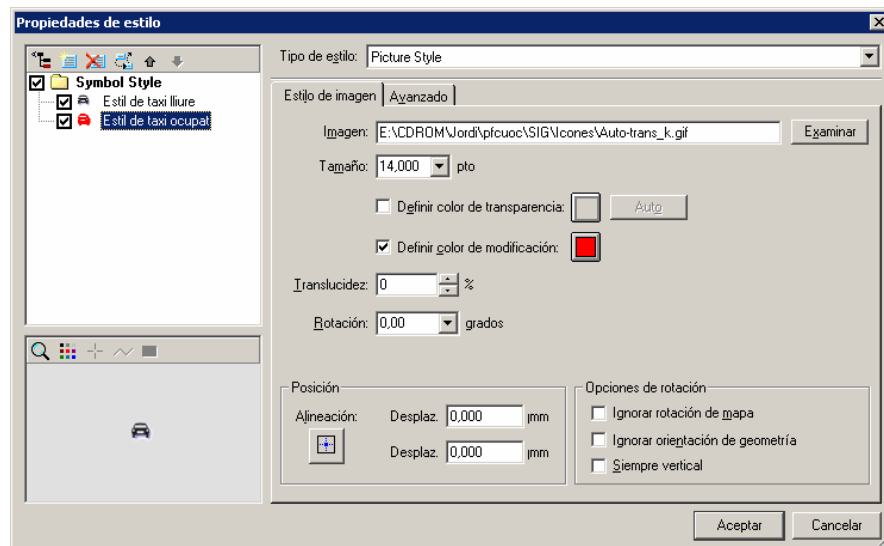 Propiedades de estilo
Symbol Style
Estil de taxi lliure
Estil de taxi ocupat
Tipo de estilo: Picture Style
Estilo de imagen Avanzado
Imagen: E:\CDROM\Jordi\pfcuoc\SIG\Icones\Auto-trans_k.gif Examinar
Tamaño: 14,000 pto
Definir color de transparencia: Auto
Definir color de modificación:
Translucidez: 0 %
Rotación: 0,00 grados
Posición
Alineación: Desplaz. 0,000 mm
Desplaz. 0,000 mm
Opciones de rotación
Ignorar rotación de mapa
Ignorar orientación de geometría
Siempre vertical
Aceptar Cancelar